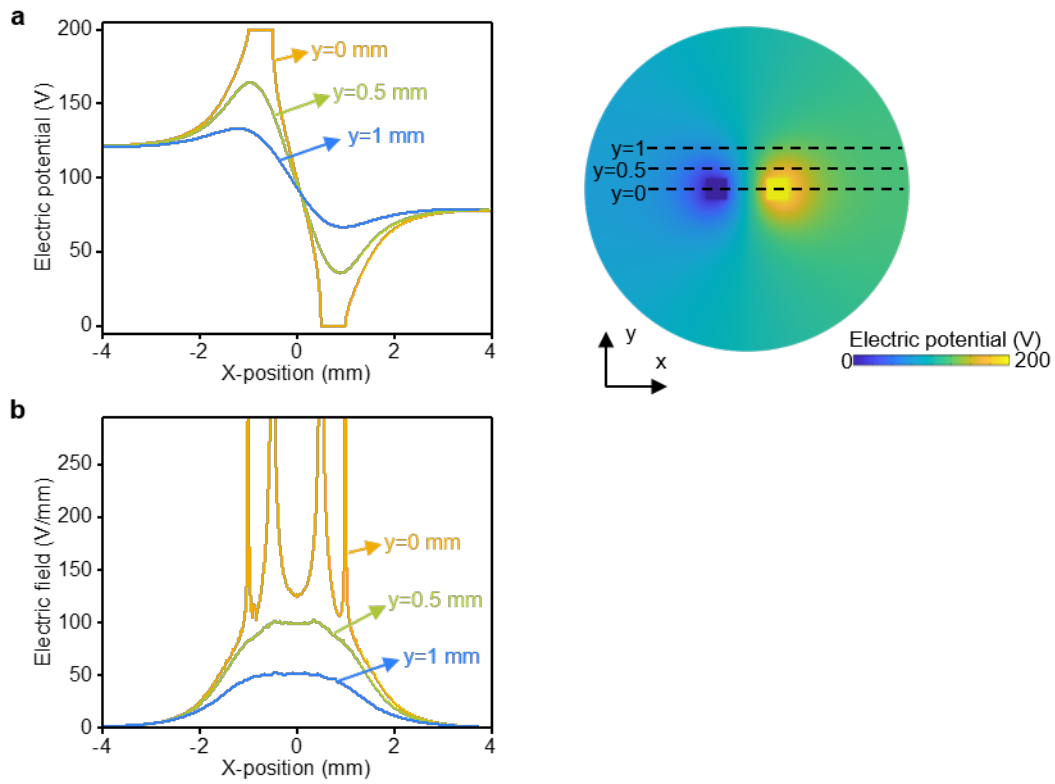 a
200
150
100
50
0
Electric potential (V)
y=0 mm
y=0.5 mm
y=1 mm
-4
-2
0
2
4
X-position (mm)
y=1
y=0.5
y=0
y
x
Electric potential (V)
0
200
b
250
200
150
100
50
0
Electric field (V/mm)
y=0 mm
y=0.5 mm
y=1 mm
-4
-2
0
2
4
X-position (mm)